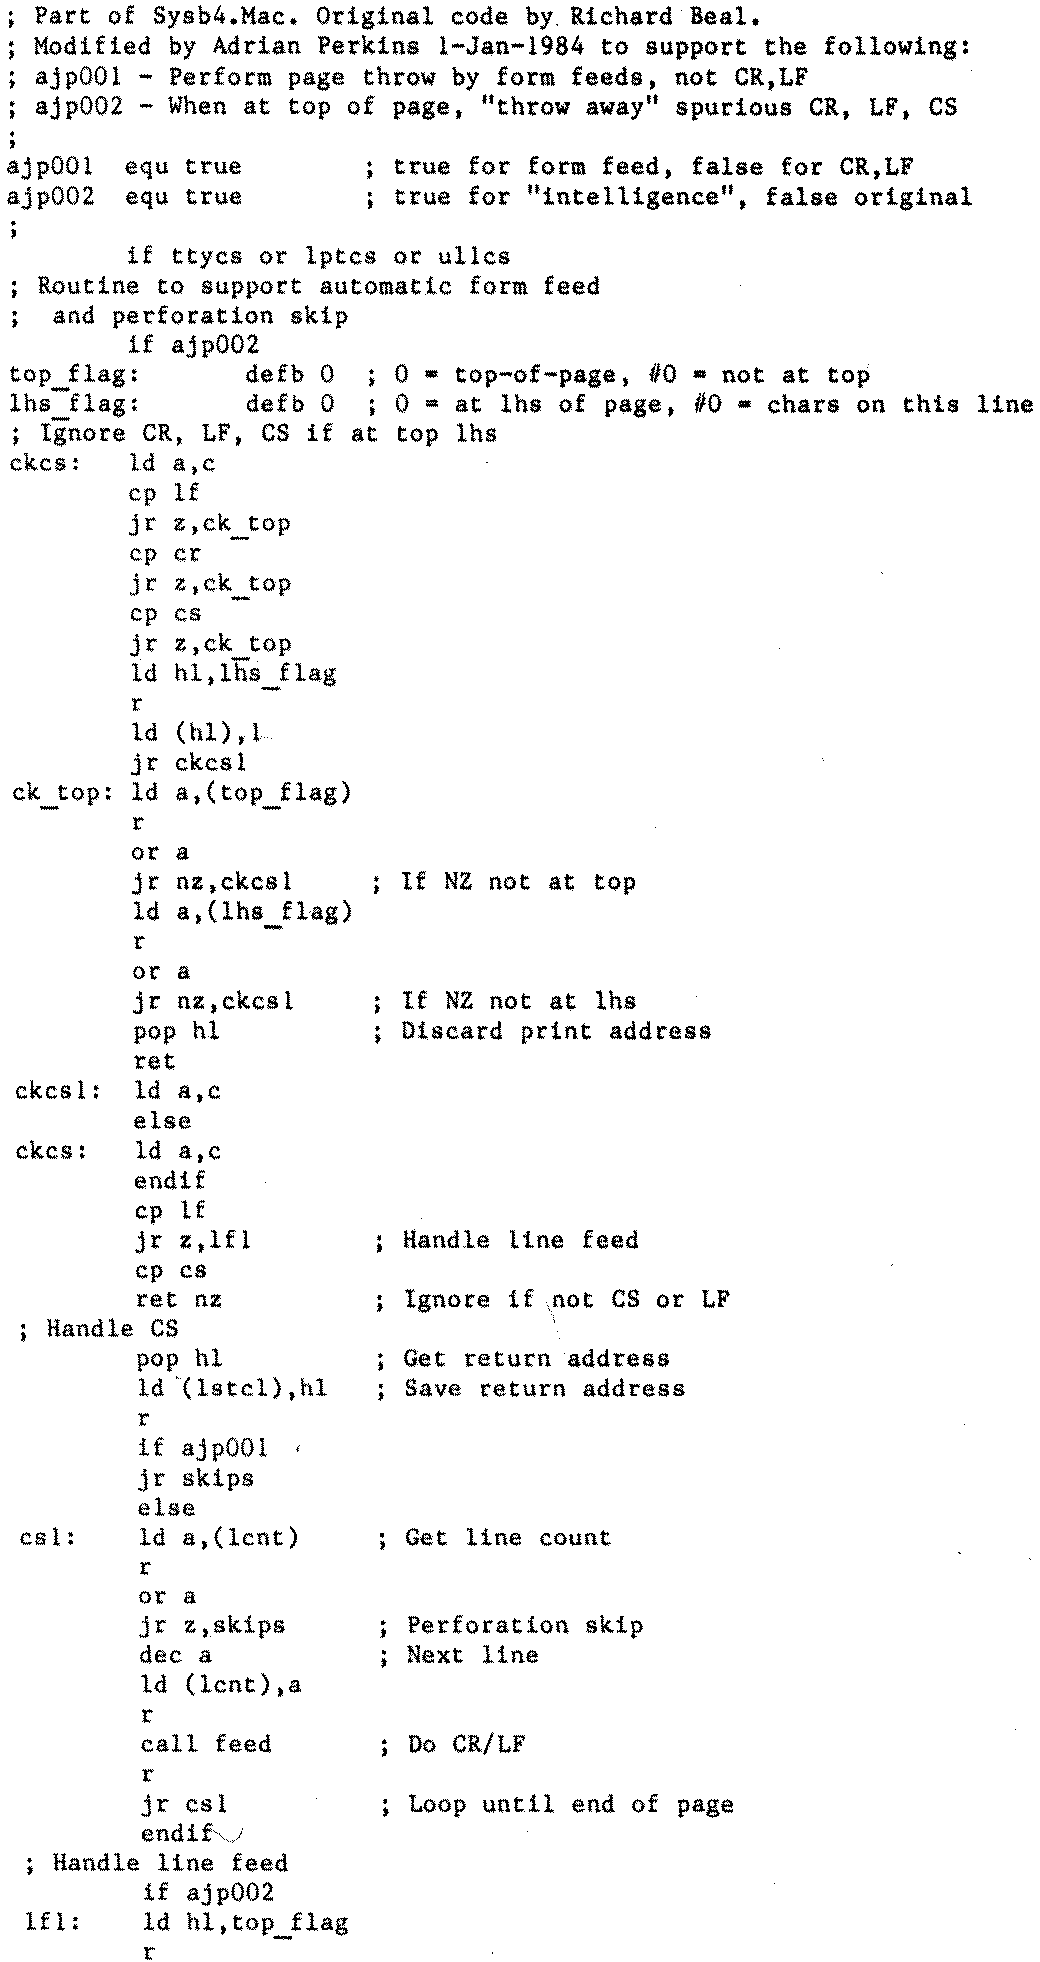 ; Part of Sysb4.Mac. Original code by Richard Beal.
; Modified by Adrian Perkins 1-Jan-1984 to support the following:
; ajp001 - Perform page throw by form feeds, not CR,LF
; ajp002 - When at top of page, "throw away" spurious CR, LF, CS
;
ajp001  equ true        ; true for form feed, false for CR,LF
ajp002  equ true        ; true for "intelligence", false original
;
        if ttycs or lptcs or ullcs
; Routine to support automatic form feed
;  and perforation skip
        if ajp002
top_flag:       defb 0  ; 0 = top-of-page, #0 = not at top
lhs_flag:       defb 0  ; 0 = at lhs of page, #0 = chars on this line
; Ignore CR, LF, CS if at top lhs
ckcs:   ld a,c
        cp lf
        jr z,ck_top
        cp cr
        jr z,ck_top
        cp cs
        jr z,ck_top
        ld hl,lhs_flag
        r
        ld (hl),1
        jr ckcs1
ck_top: ld a,(top_flag)
        r
        or a
        jr nz,ckcs1     ; If NZ not at top
        ld a,(lhs_flag)
        r
        or a
        jr nz,ckcs1     ; If NZ not at lhs
        pop hl          ; Discard print address
        ret
ckcs1:  ld a,c
        else
ckcs:   ld a,c
        endif
        cp lf
        jr z,lf1        ; Handle line feed
        cp cs
        ret nz          ; Ignore if not CS or LF
; Handle CS
        pop hl          ; Get return address
        ld (lstcl),hl   ; Save return address
        r
        if ajp001
        jr skips
        else
cs1:    ld a,(lcnt)     ; Get line count
        r
        or a
        jr z,skips      ; Perforation skip
        dec a           ; Next line
        ld (lcnt),a
        r
        call feed       ; Do CR/LF
        r
        jr cs1          ; Loop until end of page
        endif
; Handle line feed
        if ajp002
lf1:    ld hl,top_flag
        r